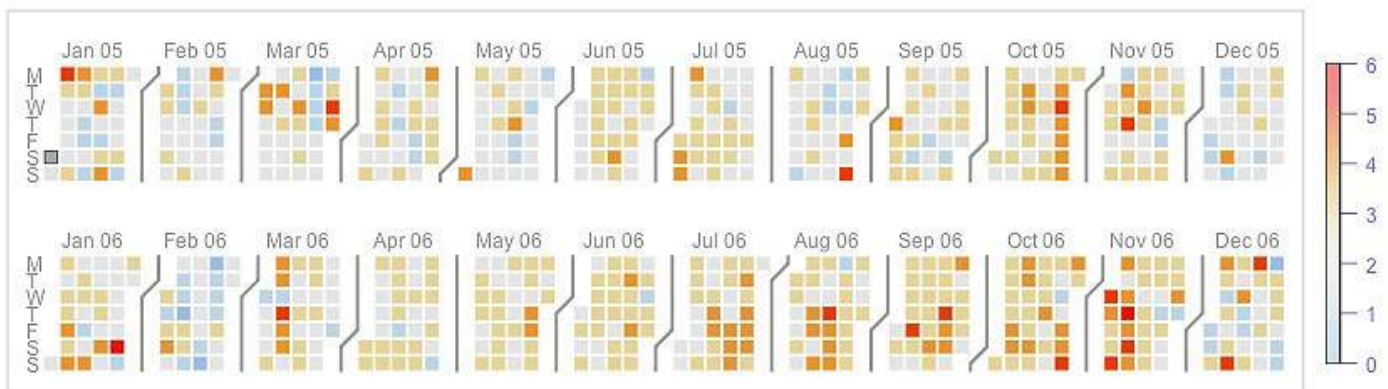 Jan 05 Feb 05 Mar 05 Apr 05 May 05 Jun 05 Jul 05 Aug 05 Sep 05 Oct 05 Nov 05 Dec 05
M
T
W
T
F
S
S
Jan 06 Feb 06 Mar 06 Apr 06 May 06 Jun 06 Jul 06 Aug 06 Sep 06 Oct 06 Nov 06 Dec 06
M
T
W
T
F
S
S
6
5
4
3
2
1
0